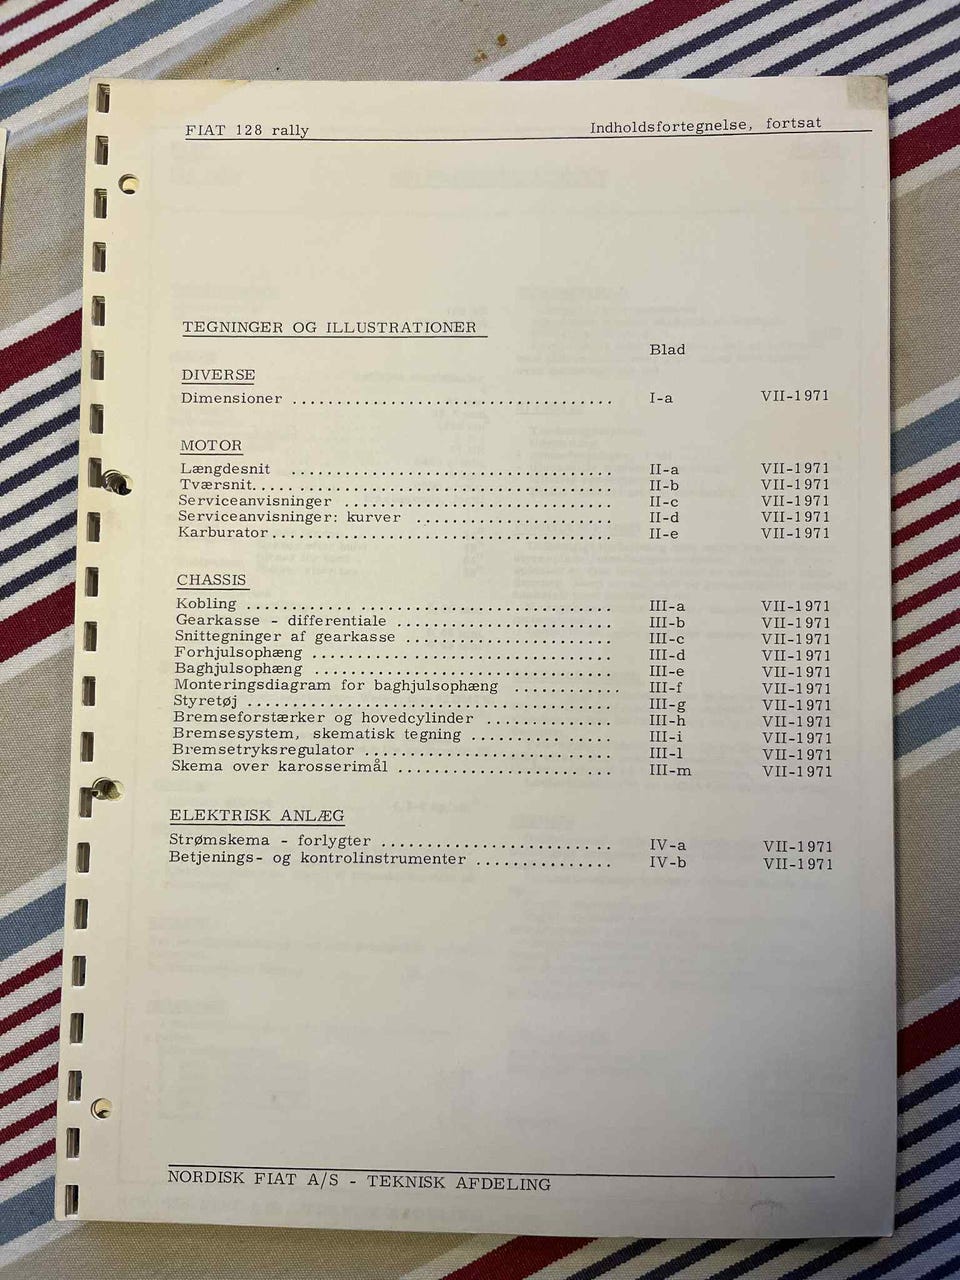 FIAT 128 rally Indholdsfortegnelse, fortsat
TEGNINGER OG ILLUSTRATIONER
Blad
DIVERSE
Dimensioner .................................... I-a VII-1971
MOTOR
Længdesnit .................................... II-a VII-1971
Tværsnit........................................ II-b VII-1971
Serviceanvisninger .............................. II-c VII-1971
Serviceanvisninger: kurver ...................... II-d VII-1971
Karburator...................................... II-e VII-1971
CHASSIS
Kobling ......................................... III-a VII-1971
Gearkasse - differentiale ........................ III-b VII-1971
Snittegninger af gearkasse ....................... III-c VII-1971
Forhjulsophæng .................................. III-d VII-1971
Baghjulsophæng .................................. III-e VII-1971
Monteringsdiagram for baghjulsophæng ............ III-f VII-1971
Styretøj ......................................... III-g VII-1971
Bremseforstærker og hovedcylinder .............. III-h VII-1971
Bremsesystem, skematisk tegning ................ III-i VII-1971
Bremsetryksregulator ............................ III-l VII-1971
Skema over karosserimål ........................ III-m VII-1971
ELEKTRISK ANLÆG
Strømskema - forlygter .......................... IV-a VII-1971
Betjenings- og kontrolinstrumenter ............... IV-b VII-1971
NORDISK FIAT A/S - TEKNISK AFDELING